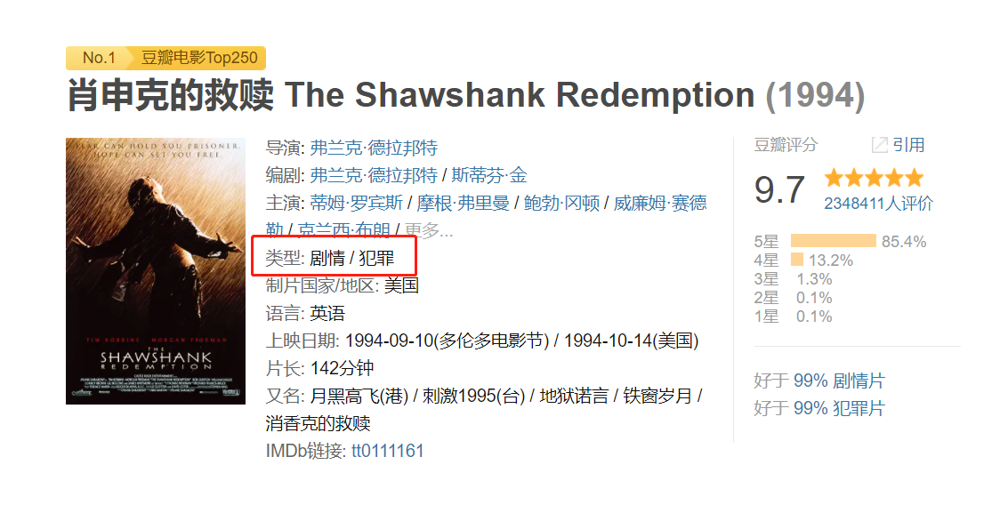 No.1 豆瓣电影Top250
肖申克的救赎 The Shawshank Redemption (1994)
FEAR CAN HOLD YOU PRISONER.
HOPE CAN SET YOU FREE.
TIM ROBBINS MORGAN FREEMAN
THE
SHAWSHANK
REDEMPTION
导演: 弗兰克·德拉邦特
编剧: 弗兰克·德拉邦特 / 斯蒂芬·金
主演: 蒂姆·罗宾斯 / 摩根·弗里曼 / 鲍勃·冈顿 / 威廉姆·赛德
勒 / 克兰西·布朗 / 更多...
类型: 剧情 / 犯罪
制片国家/地区: 美国
语言: 英语
上映日期: 1994-09-10(多伦多电影节) / 1994-10-14(美国)
片长: 142分钟
又名: 月黑高飞(港) / 刺激1995(台) / 地狱诺言 / 铁窗岁月 /
消香克的救赎
IMDb链接: tt0111161
豆瓣评分 引用
9.7
2348411人评价
5星 85.4%
4星 13.2%
3星 1.3%
2星 0.1%
1星 0.1%
好于 99% 剧情片
好于 99% 犯罪片